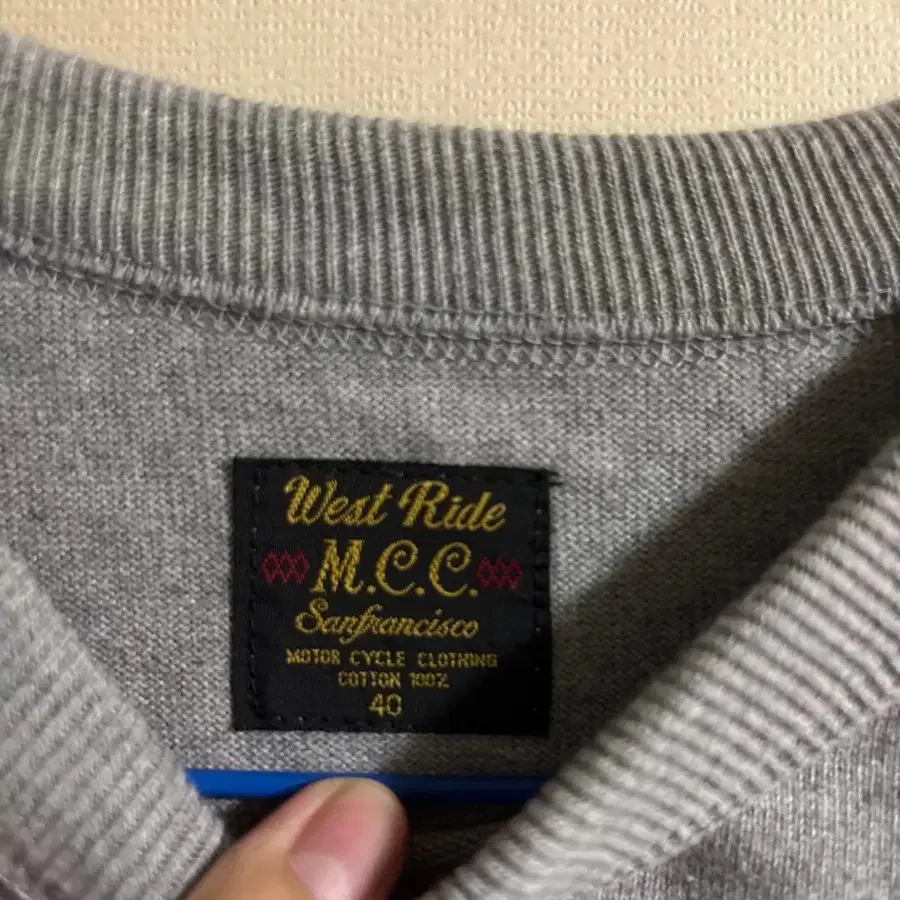 West Ride
M.C.C.
Sanfrancisco
MOTOR CYCLE CLOTHING
COTTON 100%
40